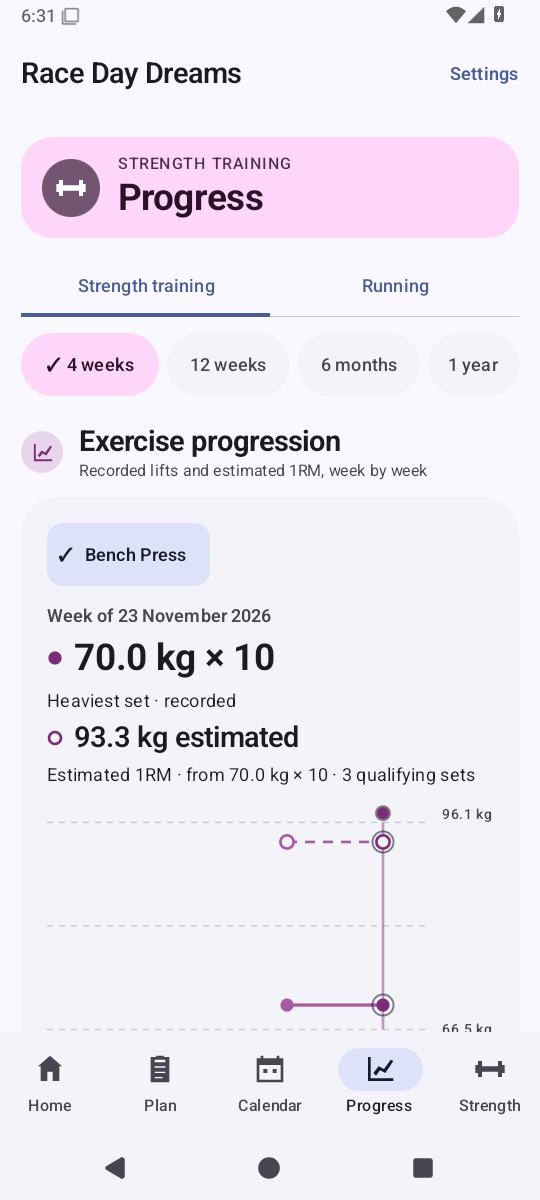 6:31
Race Day Dreams
Settings
STRENGTH TRAINING
Progress
Strength training
Running
✓ 4 weeks
12 weeks
6 months
1 year
Exercise progression
Recorded lifts and estimated 1RM, week by week
✓ Bench Press
Week of 23 November 2026
70.0 kg × 10
Heaviest set · recorded
93.3 kg estimated
Estimated 1RM · from 70.0 kg × 10 · 3 qualifying sets
96.1 kg
66.5 kg
Home
Plan
Calendar
Progress
Strength